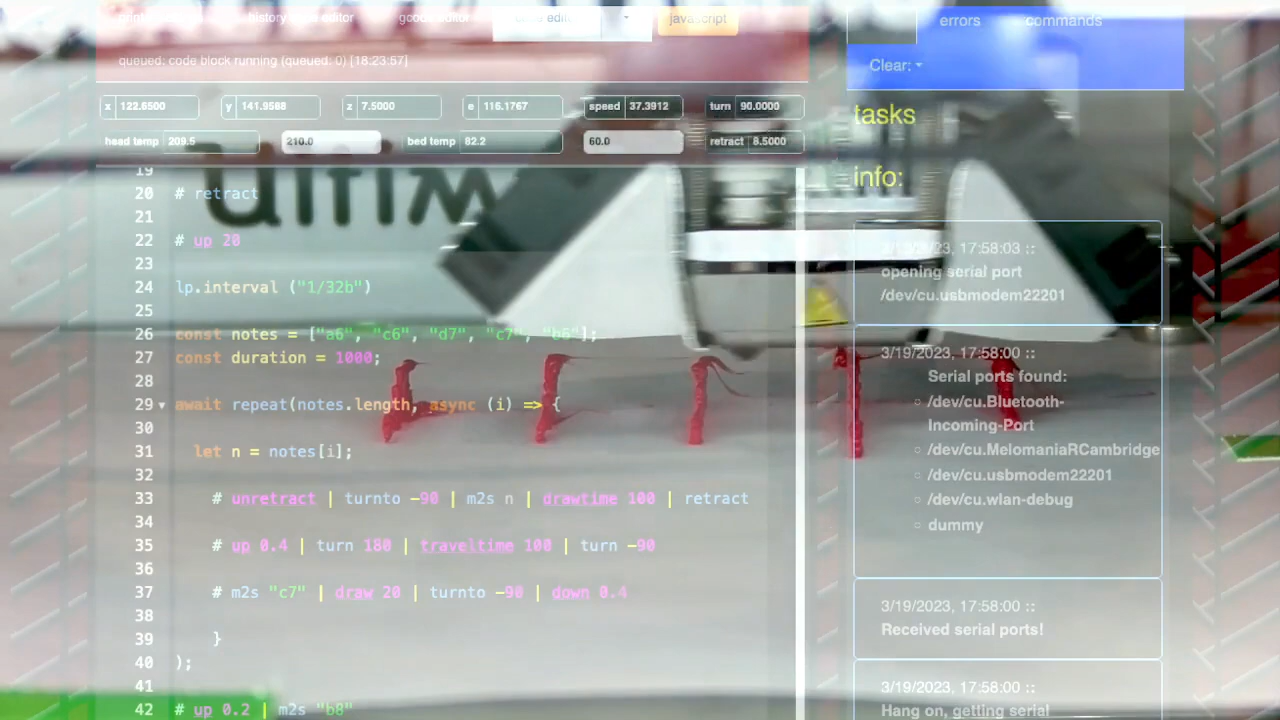 history code editor
code editor
javascript
errors
commands
queued: code block running (queued: 0) [18:23:57]
Clear:
x 122.6500
y 141.9588
z 7.5000
e 116.1767
speed 37.3912
turn 90.0000
head temp 209.5
210.0
bed temp 82.2
60.0
retract 8.5000
tasks
info:
19
20 # retract
21
22 # up 20
23
24 lp.interval ("1/32b")
25
26 const notes = ["a6", "c6", "d7", "c7", "b6"];
27 const duration = 1000;
28
29 await repeat(notes.length, async (i) => {
30
31 let n = notes[i];
32
33 # unretract | turnto -90 | m2s n | drawtime 100 | retract
34
35 # up 0.4 | turn 180 | traveltime 100 | turn -90
36
37 # m2s "c7" | draw 20 | turnto -90 | down 0.4
38
39 }
40 );
41
42 # up 0.2 | m2s "b8"
3/19/2023, 17:58:03 ::
opening serial port
/dev/cu.usbmodem22201
3/19/2023, 17:58:00 ::
Serial ports found:
/dev/cu.Bluetooth-
Incoming-Port
/dev/cu.MelomaniaRCambridge
/dev/cu.usbmodem22201
/dev/cu.wlan-debug
dummy
3/19/2023, 17:58:00 ::
Received serial ports!
3/19/2023, 17:58:00 ::
Hang on, getting serial